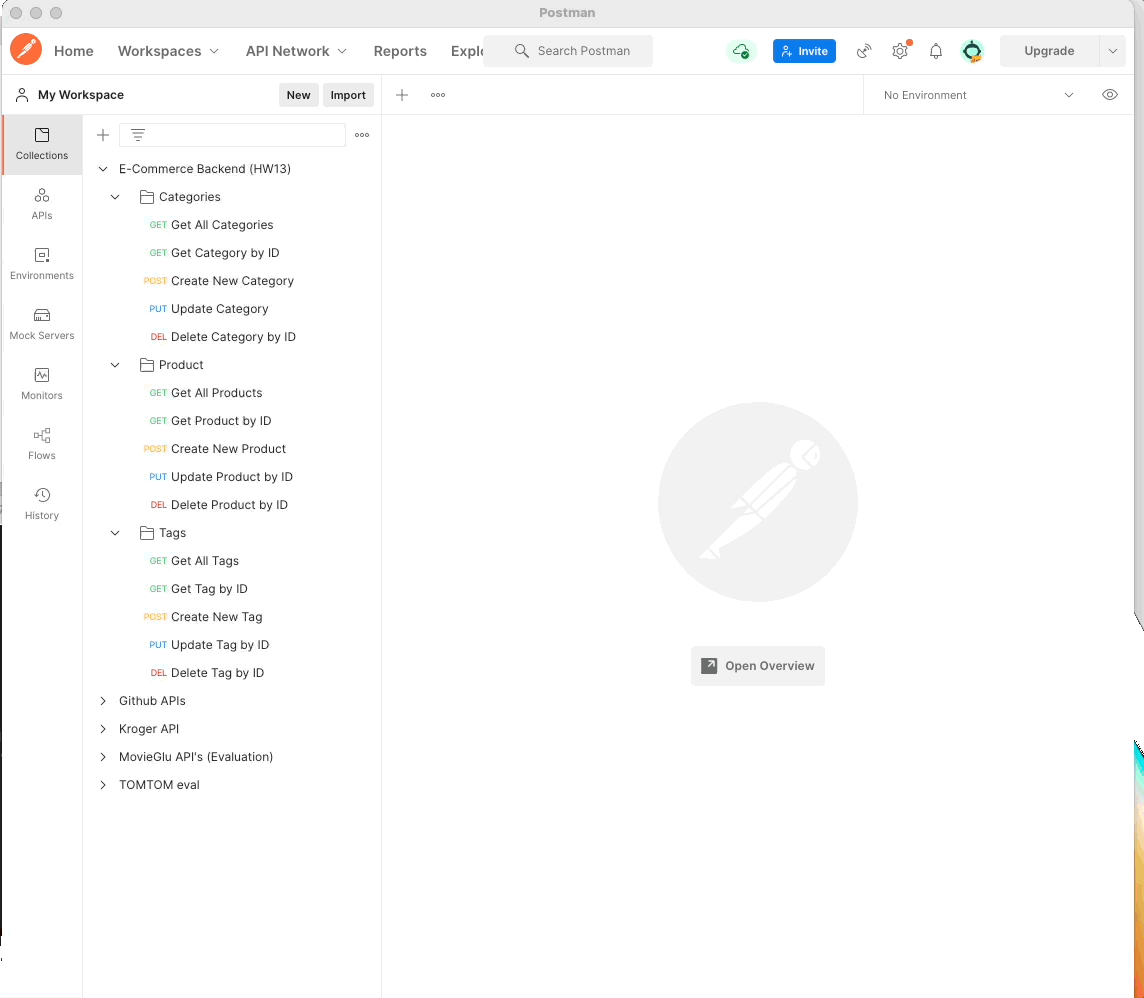 Postman
Home Workspaces API Network Reports Explo Search Postman Invite Upgrade
My Workspace New Import No Environment
Collections
APIs
Environments
Mock Servers
Monitors
Flows
History
E-Commerce Backend (HW13)
Categories
GET Get All Categories
GET Get Category by ID
POST Create New Category
PUT Update Category
DEL Delete Category by ID
Product
GET Get All Products
GET Get Product by ID
POST Create New Product
PUT Update Product by ID
DEL Delete Product by ID
Tags
GET Get All Tags
GET Get Tag by ID
POST Create New Tag
PUT Update Tag by ID
DEL Delete Tag by ID
Github APIs
Kroger API
MovieGlu API's (Evaluation)
TOMTOM eval
Open Overview